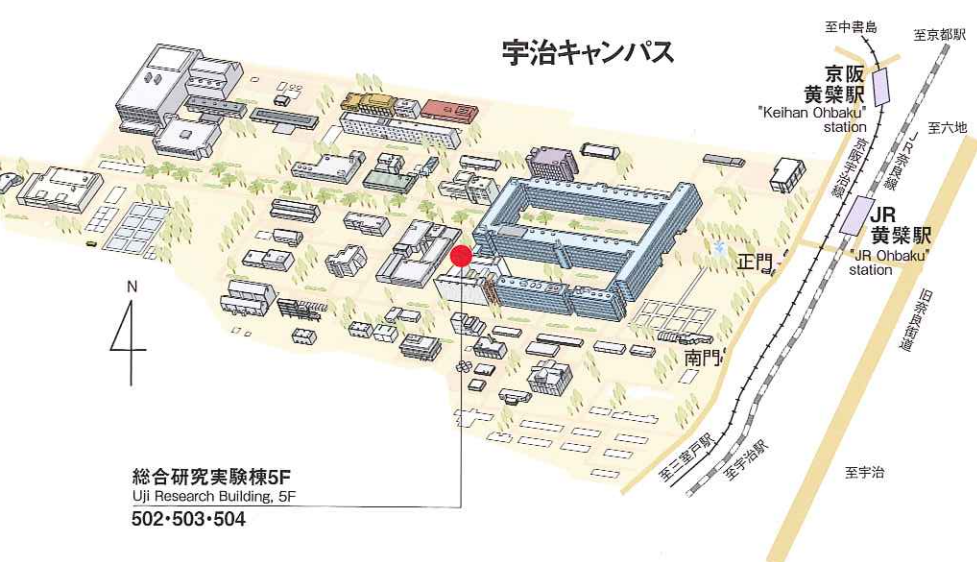 宇治キャンパス
至中書島
至京都駅
京阪
黄檗駅
"Keihan Ohbaku"
station
至六地
京阪宇治線
JR奈良線
JR
黄檗駅
"JR Ohbaku"
station
正門
旧奈良街道
南門
N
至三室戸駅
至宇治駅
至宇治
総合研究実験棟5F
Uji Research Building, 5F
502・503・504